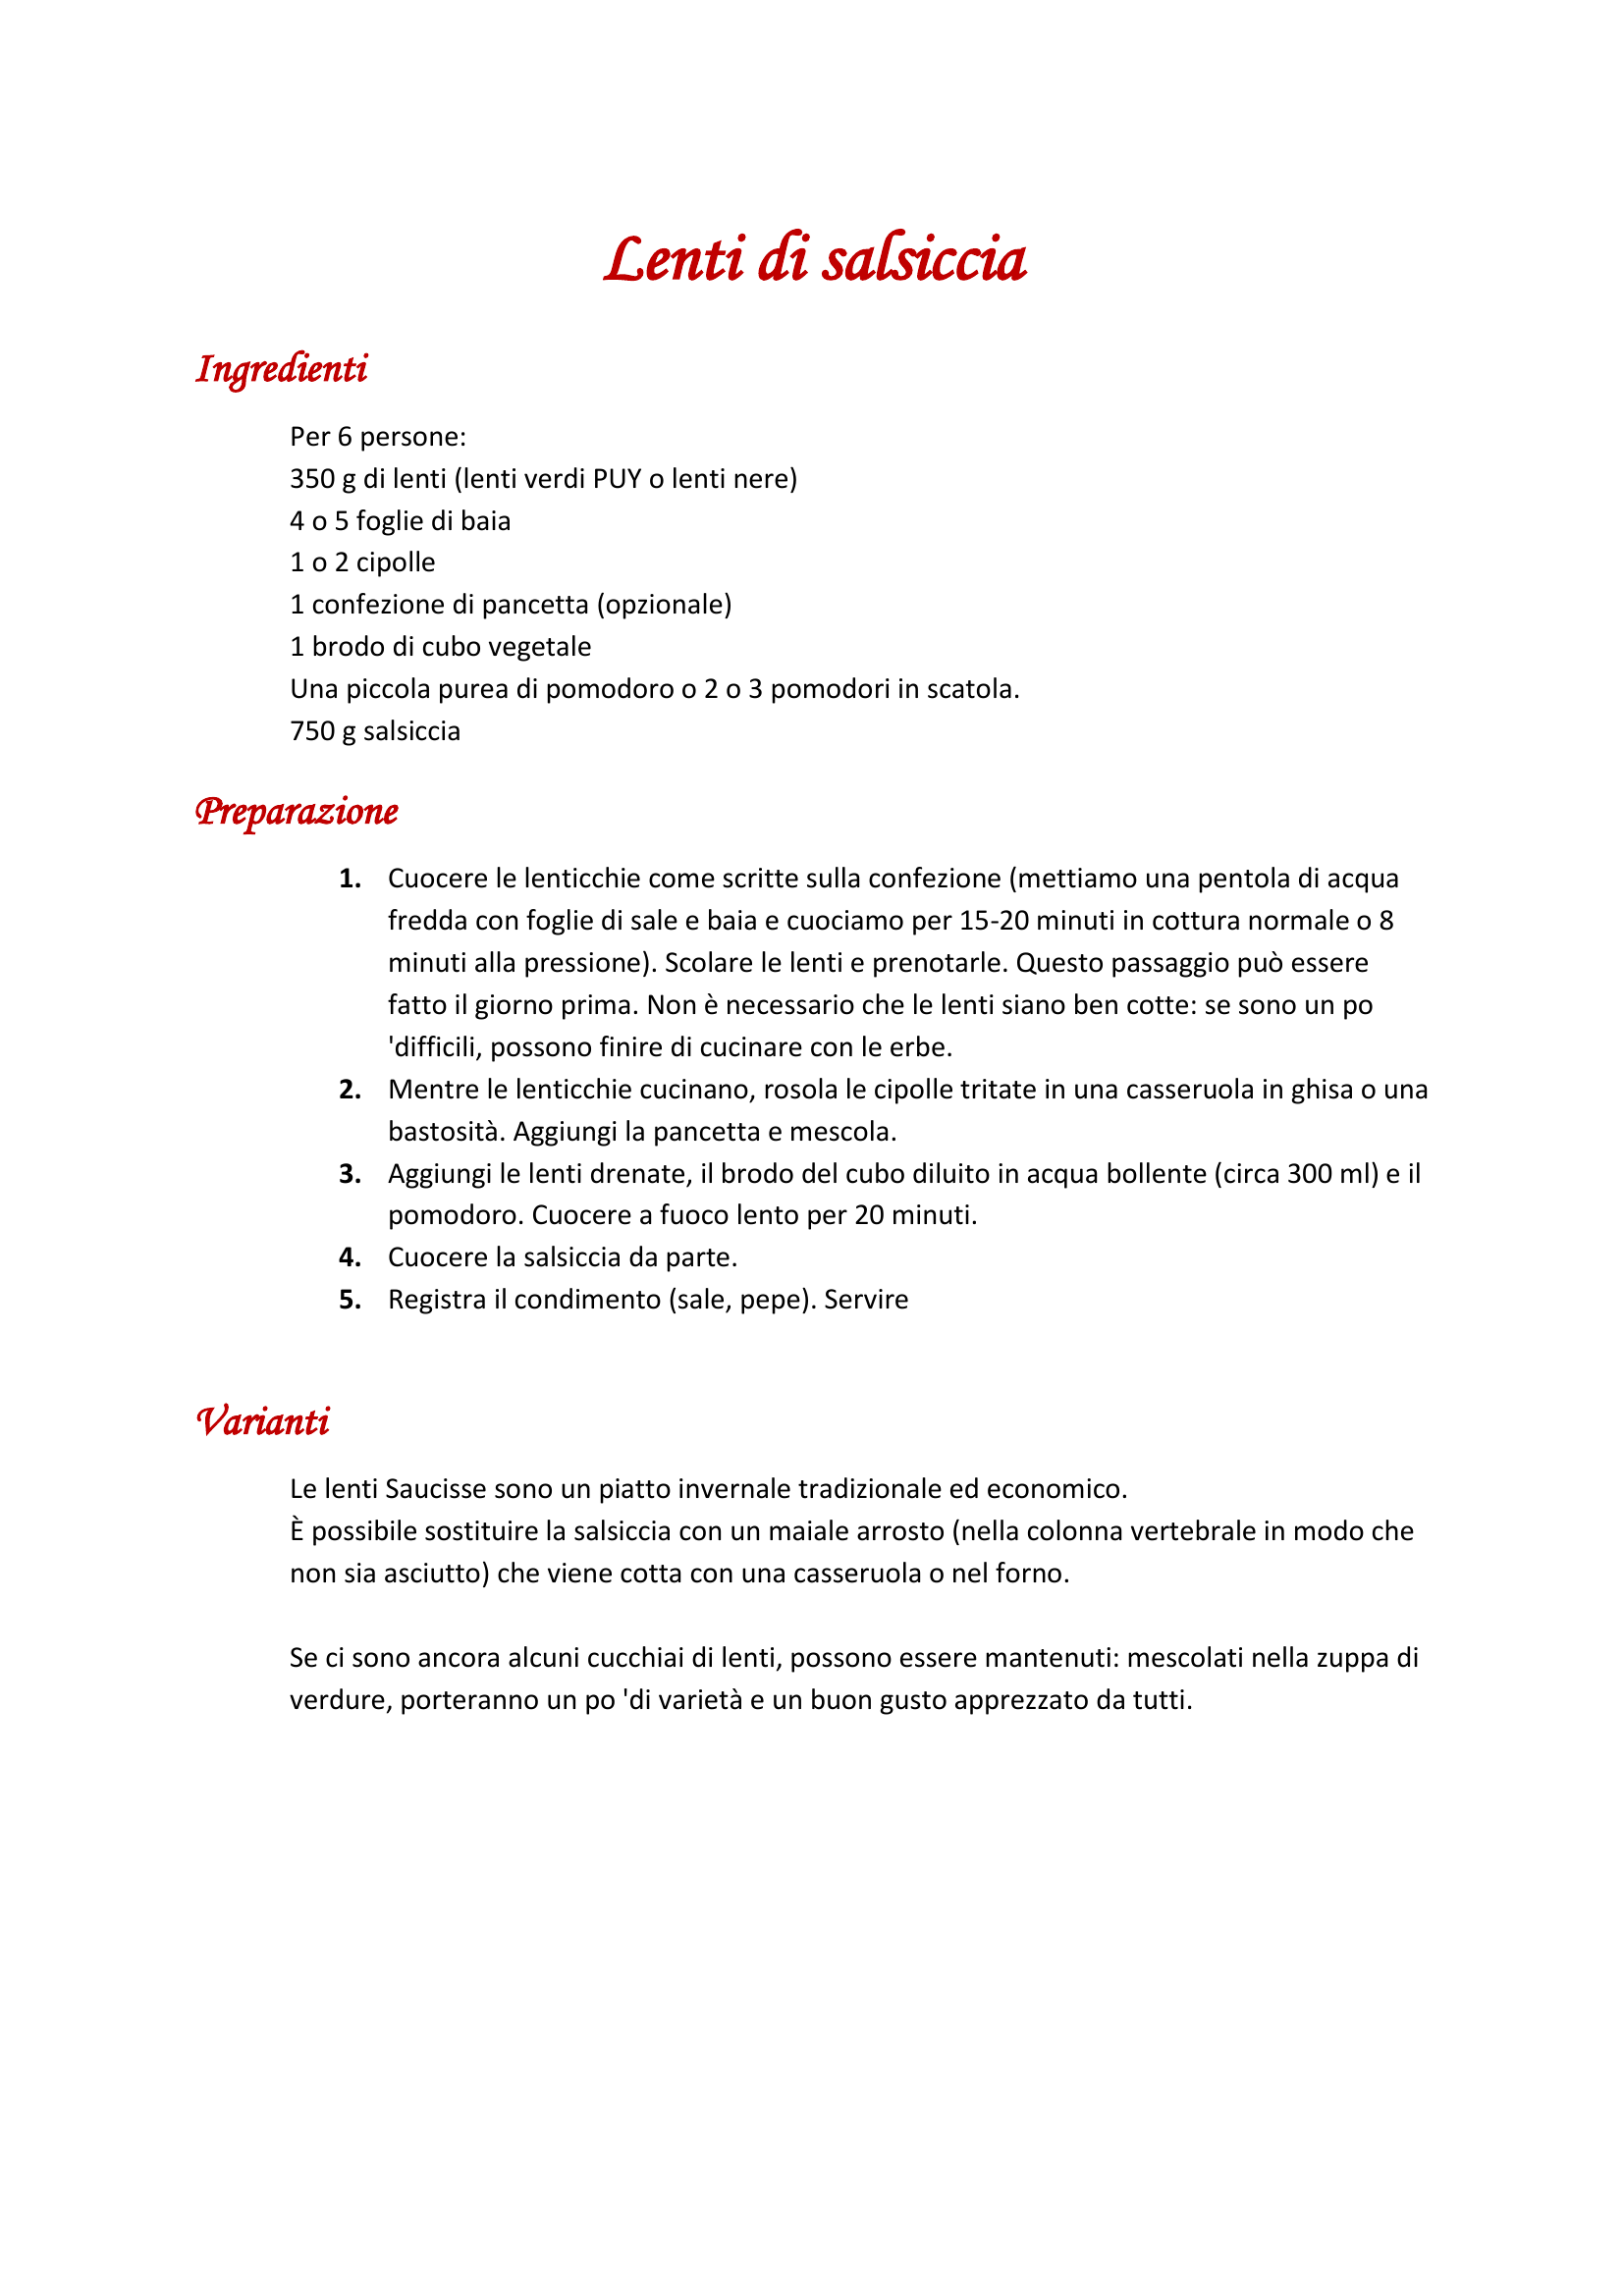 Lenti di salsiccia
Ingredienti
Per 6 persone:
350 g di lenti (lenti verdi PUY o lenti nere)
4 o 5 foglie di baia
1 o 2 cipolle
1 confezione di pancetta (opzionale)
1 brodo di cubo vegetale
Una piccola purea di pomodoro o 2 o 3 pomodori in scatola.
750 g salsiccia
Preparazione
1. Cuocere le lenticchie come scritte sulla confezione (mettiamo una pentola di acqua
fredda con foglie di sale e baia e cuociamo per 15-20 minuti in cottura normale o 8
minuti alla pressione). Scolare le lenti e prenotarle. Questo passaggio può essere
fatto il giorno prima. Non è necessario che le lenti siano ben cotte: se sono un po
'difficili, possono finire di cucinare con le erbe.
2. Mentre le lenticchie cucinano, rosola le cipolle tritate in una casseruola in ghisa o una
bastosità. Aggiungi la pancetta e mescola.
3. Aggiungi le lenti drenate, il brodo del cubo diluito in acqua bollente (circa 300 ml) e il
pomodoro. Cuocere a fuoco lento per 20 minuti.
4. Cuocere la salsiccia da parte.
5. Registra il condimento (sale, pepe). Servire
Varianti
Le lenti Saucisse sono un piatto invernale tradizionale ed economico.
È possibile sostituire la salsiccia con un maiale arrosto (nella colonna vertebrale in modo che
non sia asciutto) che viene cotta con una casseruola o nel forno.
Se ci sono ancora alcuni cucchiai di lenti, possono essere mantenuti: mescolati nella zuppa di
verdure, porteranno un po 'di varietà e un buon gusto apprezzato da tutti.